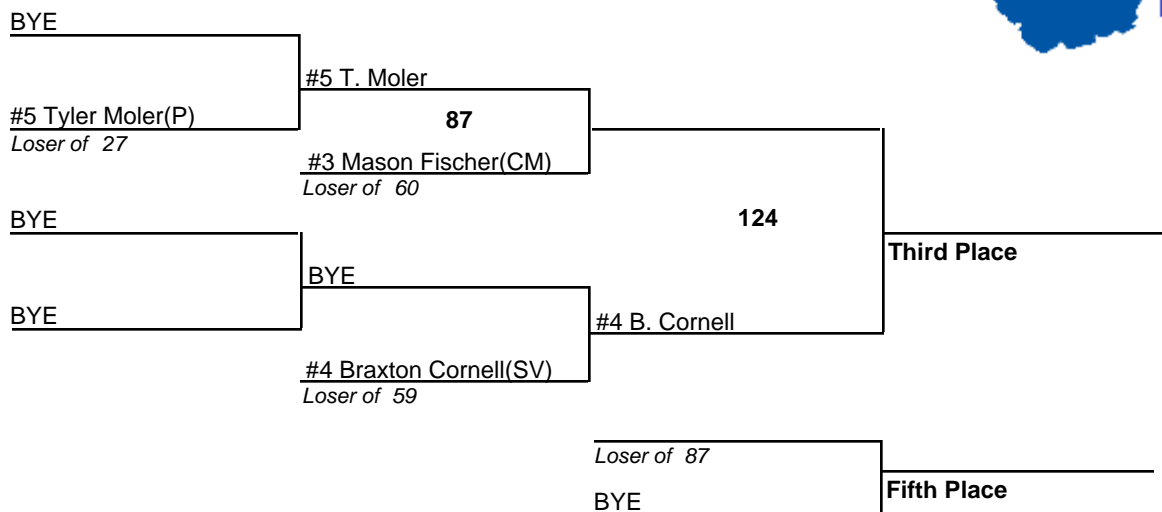 BYE
#5 T. Moler
#5 Tyler Moler(P)
87
Loser of 27
#3 Mason Fischer(CM)
Loser of 60
BYE
124
Third Place
BYE
BYE
#4 B. Cornell
#4 Braxton Cornell(SV)
Loser of 59
Loser of 87
Fifth Place
BYE